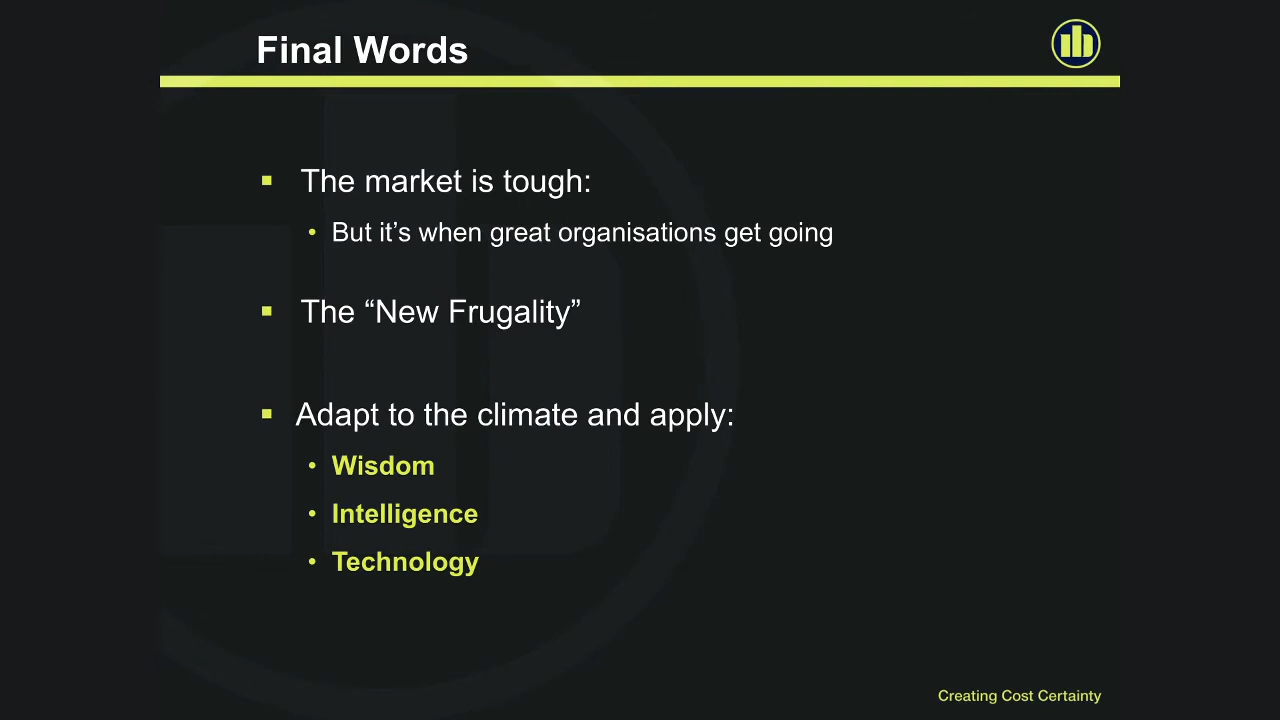 Final Words
The market is tough:
But it’s when great organisations get going
The “New Frugality”
Adapt to the climate and apply:
Wisdom
Intelligence
Technology
Creating Cost Certainty